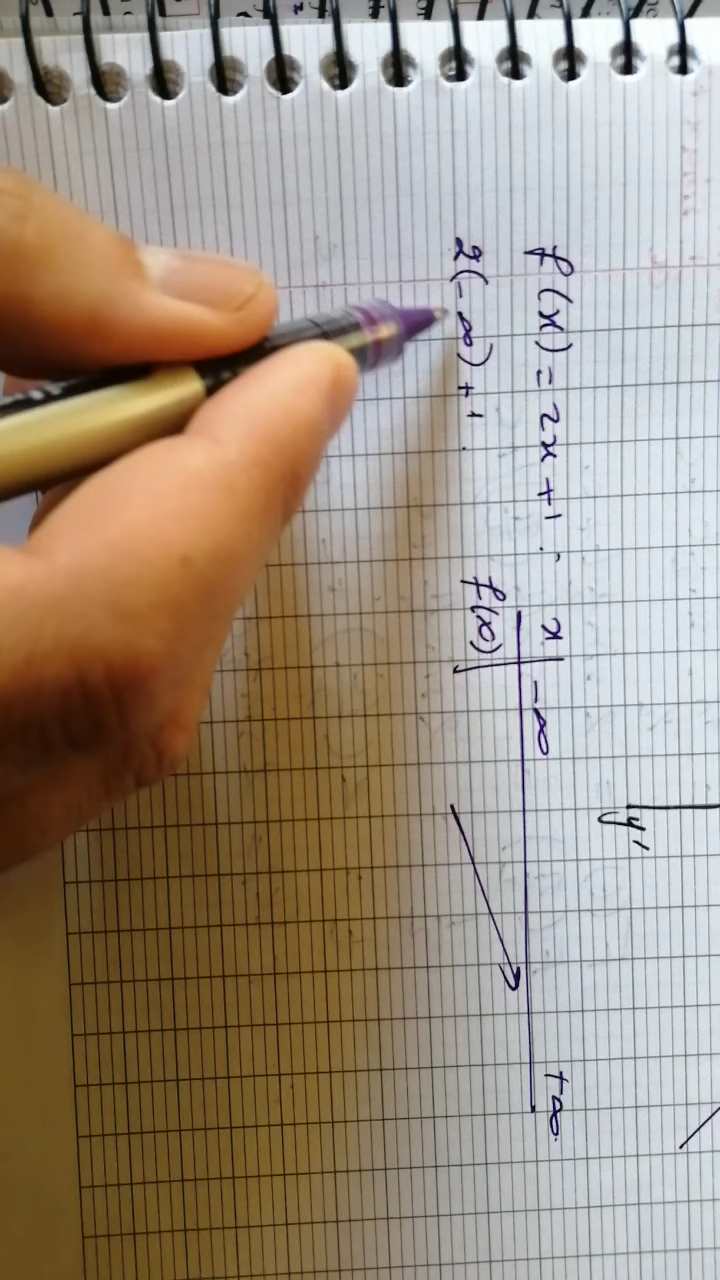 y'
f(x) = 2x + 1.
x -∞ +∞
2(-∞) + 1.
f(x)